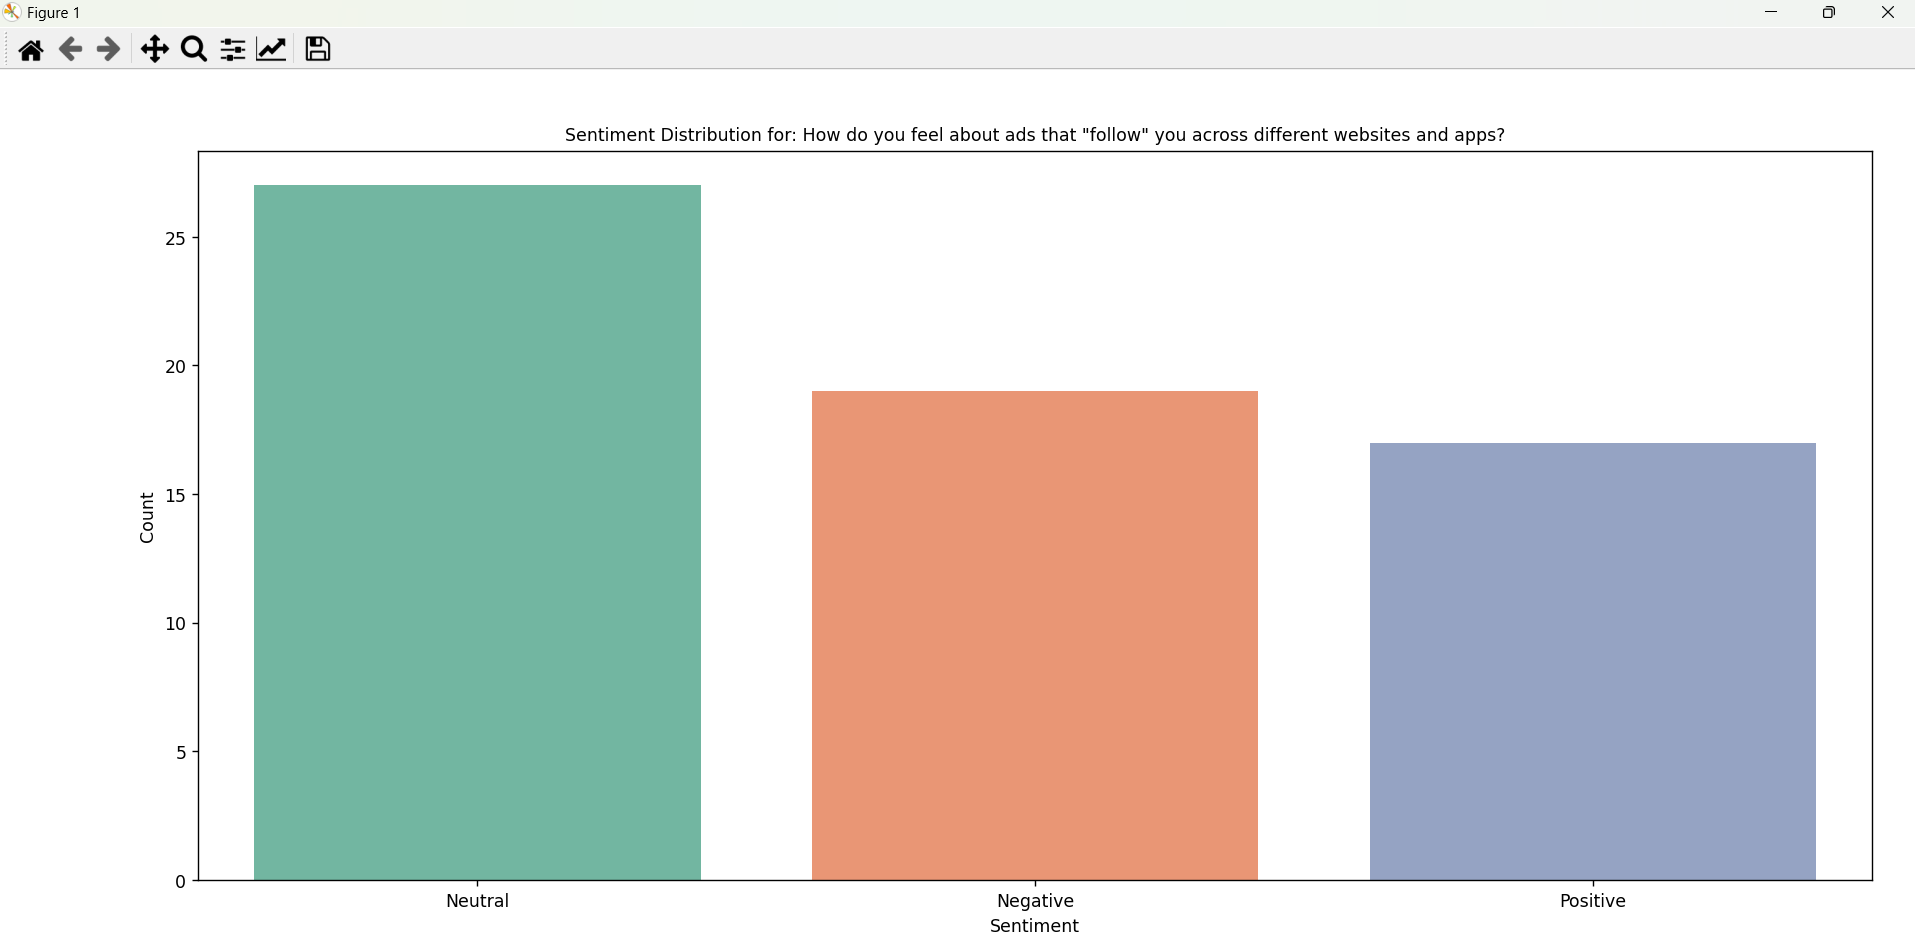 Figure 1
Sentiment Distribution for: How do you feel about ads that "follow" you across different websites and apps?
25
20
15
10
5
0
Count
Neutral
Negative
Positive
Sentiment